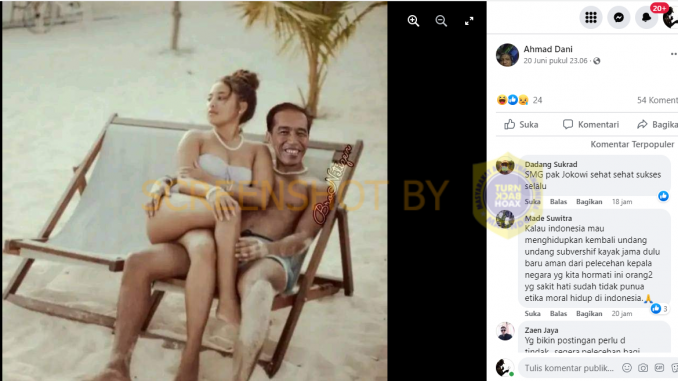 20+
Ahmad Dani
20 Juni pukul 23.06
24
54 Koment
Suka
Komentari
Bagika
Komentar Terpopuler
Dadang Sukrad
SMG pak Jokowi sehat sehat sukses
selalu
Suka Balas Bagikan 18 jam
Made Suwitra
Kalau indonesia mau
menghidupkan kembali undang
undang subvershif kayak jama dulu
baru aman dari pelecehan kepala
negara yg kita hormati ini orang2
yg sakit hati sudah tidak punua
etika moral hidup di indonesia.🙏
3
Suka Balas Bagikan 20 jam
Zaen Jaya
Yg bikin postingan perlu d
tindak segera pelecehan bagi
Tulis komentar publik...
SCREENSHOT BY
TURN
BACK
HOAX